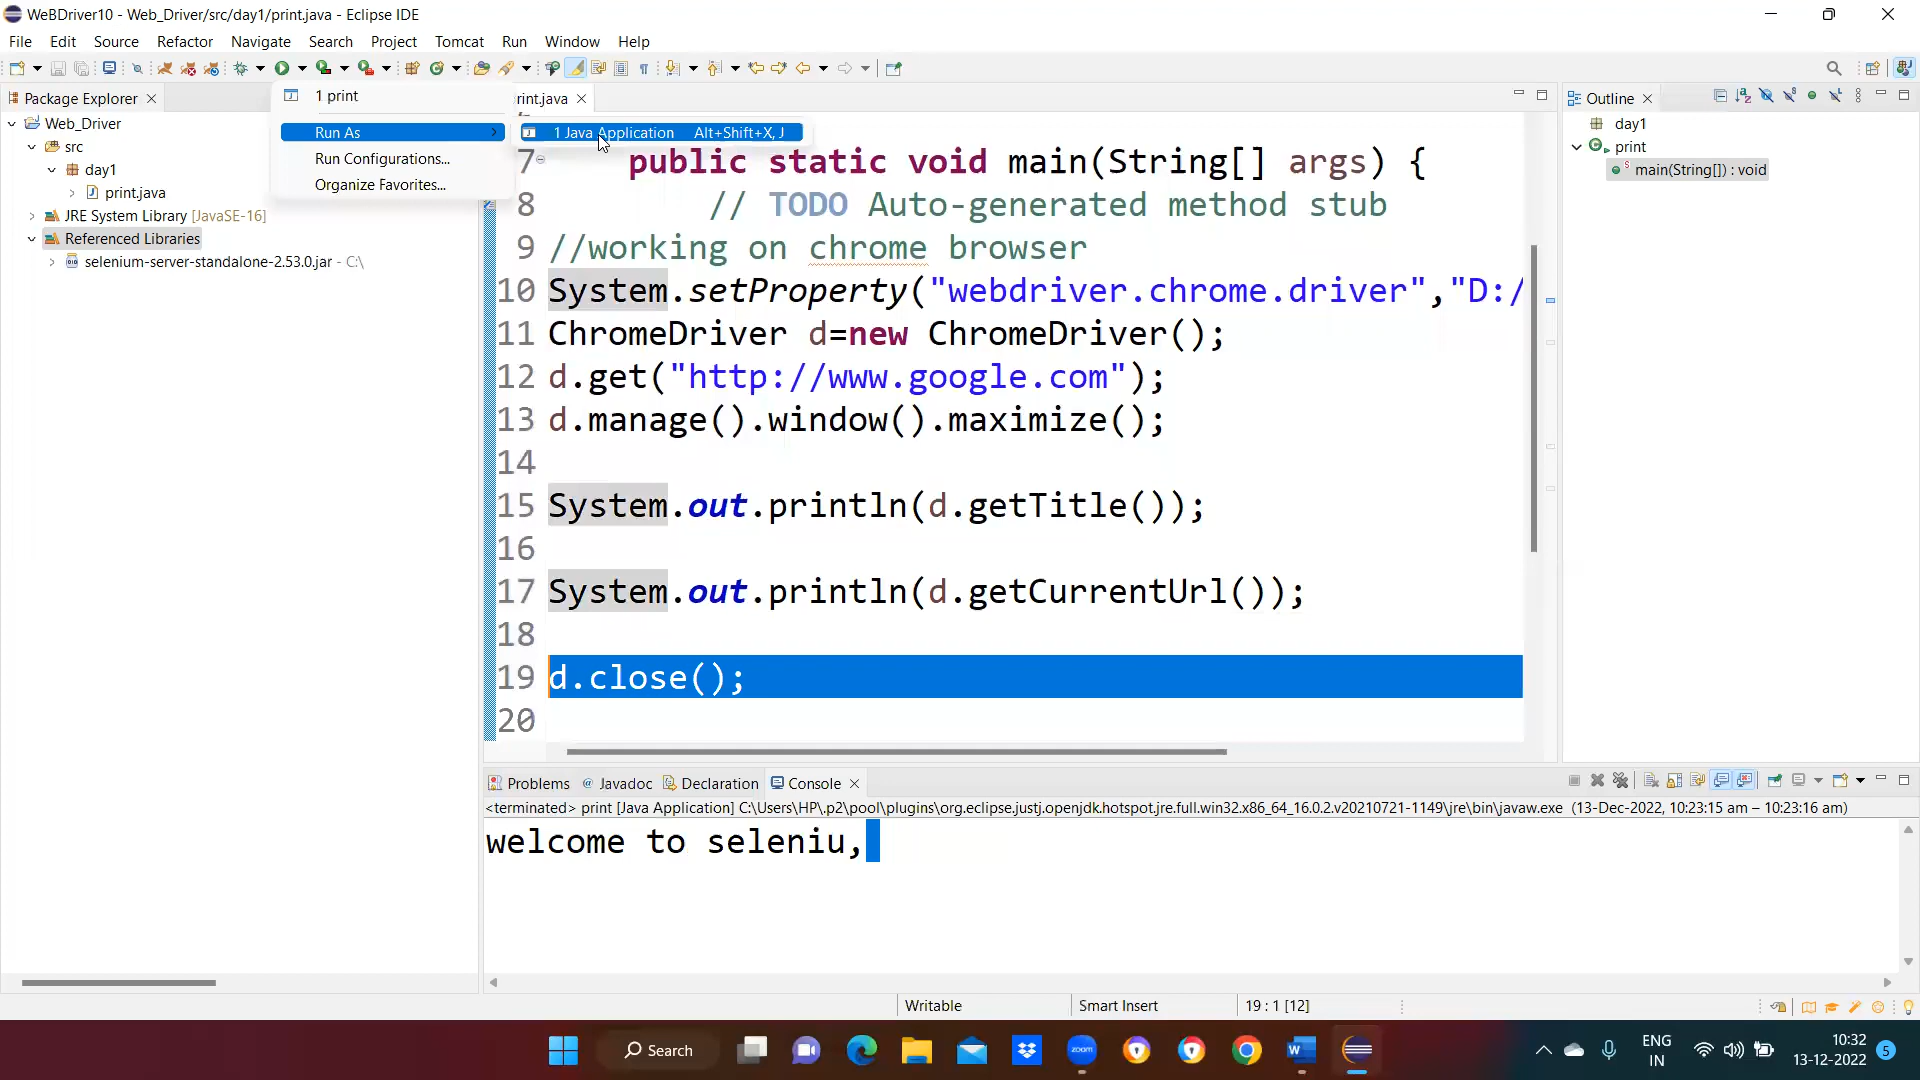 WeBDriver10 - Web_Driver/src/day1/print.java - Eclipse IDE
File Edit Source Refactor Navigate Search Project Tomcat Run Window Help
Package Explorer
1 print
rint.java
Outline
Web_Driver
Run As
1 Java Application Alt+Shift+X, J
day1
src
Run Configurations...
7 public static void main(String[] args) {
print
day1
Organize Favorites...
main(String[]) : void
print.java
8 // TODO Auto-generated method stub
JRE System Library [JavaSE-16]
Referenced Libraries
9 //working on chrome browser
selenium-server-standalone-2.53.0.jar - C:\
10 System.setProperty("webdriver.chrome.driver","D:/
11 ChromeDriver d=new ChromeDriver();
12 d.get("http://www.google.com");
13 d.manage().window().maximize();
14
15 System.out.println(d.getTitle());
16
17 System.out.println(d.getCurrentUrl());
18
19 d.close();
20
Problems @ Javadoc Declaration Console
<terminated> print [Java Application] C:\Users\HP\.p2\pool\plugins\org.eclipse.justj.openjdk.hotspot.jre.full.win32.x86_64_16.0.2.v20210721-1149\jre\bin\javaw.exe (13-Dec-2022, 10:23:15 am – 10:23:16 am)
welcome to seleniu,
Writable Smart Insert 19 : 1 [12]
Search
zoom
ENG
IN
10:32
13-12-2022
5